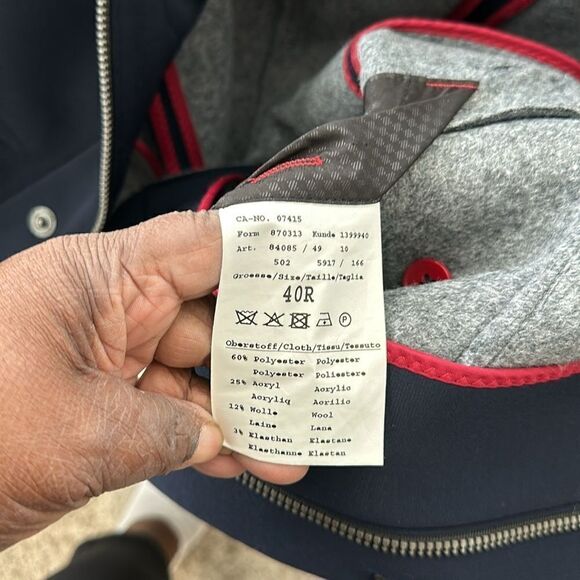 CA-NO. 07415
Form 870313 Kunde 1399940
Art. 84085 / 49 10
502 5917 / 166
Groesse/Size/Taille/Taglia
40R
Oberstoff/Cloth/Tissu/Tessuto
60% Polyester Polyester
Polyester Poliestere
25% Acryl Acrylic
Acryliq Acrilic
12% Wolle Wool
Laine Lana
3% Elasthan Elastane
Elasthanne Elastan